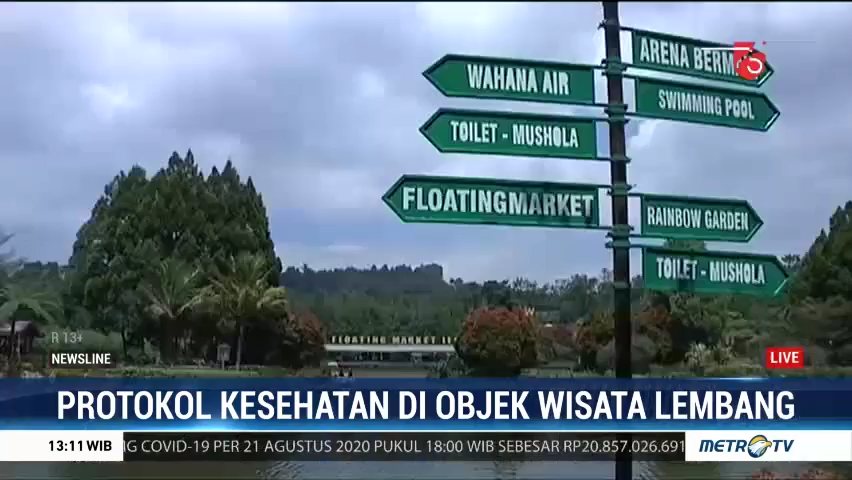 ARENA BERM
WAHANA AIR
SWIMMING POOL
TOILET - MUSHOLA
FLOATINGMARKET
RAINBOW GARDEN
TOILET - MUSHOLA
FLOATING MARKET
R 13+
NEWSLINE
LIVE
PROTOKOL KESEHATAN DI OBJEK WISATA LEMBANG
13:11 WIB
G COVID-19 PER 21 AGUSTUS 2020 PUKUL 18:00 WIB SEBESAR RP20.857.026.691
METRO TV